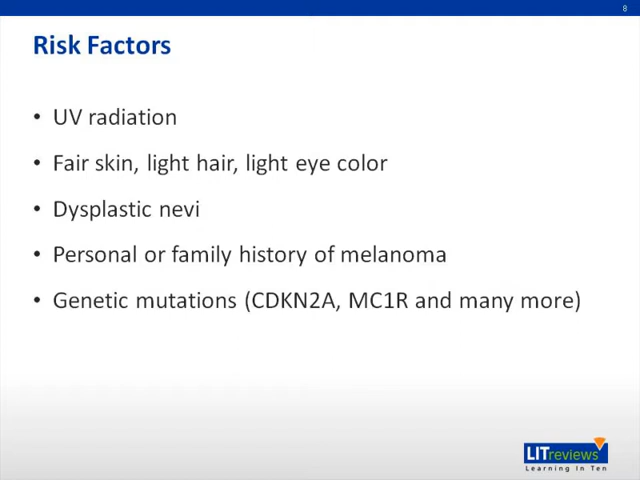 8
Risk Factors
• UV radiation
• Fair skin, light hair, light eye color
• Dysplastic nevi
• Personal or family history of melanoma
• Genetic mutations (CDKN2A, MC1R and many more)
LITreviews
Learning In Ten